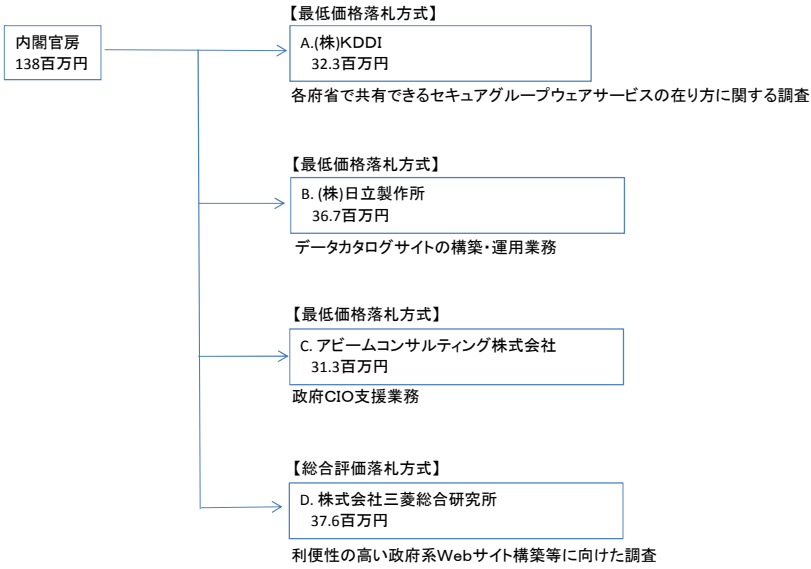 【最低価格落札方式】
内閣官房
138百万円
A.(株)KDDI
32.3百万円
各府省で共有できるセキュアグループウェアサービスの在り方に関する調査
【最低価格落札方式】
B. (株)日立製作所
36.7百万円
データカタログサイトの構築・運用業務
【最低価格落札方式】
C. アビームコンサルティング株式会社
31.3百万円
政府CIO支援業務
【総合評価落札方式】
D. 株式会社三菱総合研究所
37.6百万円
利便性の高い政府系Webサイト構築等に向けた調査